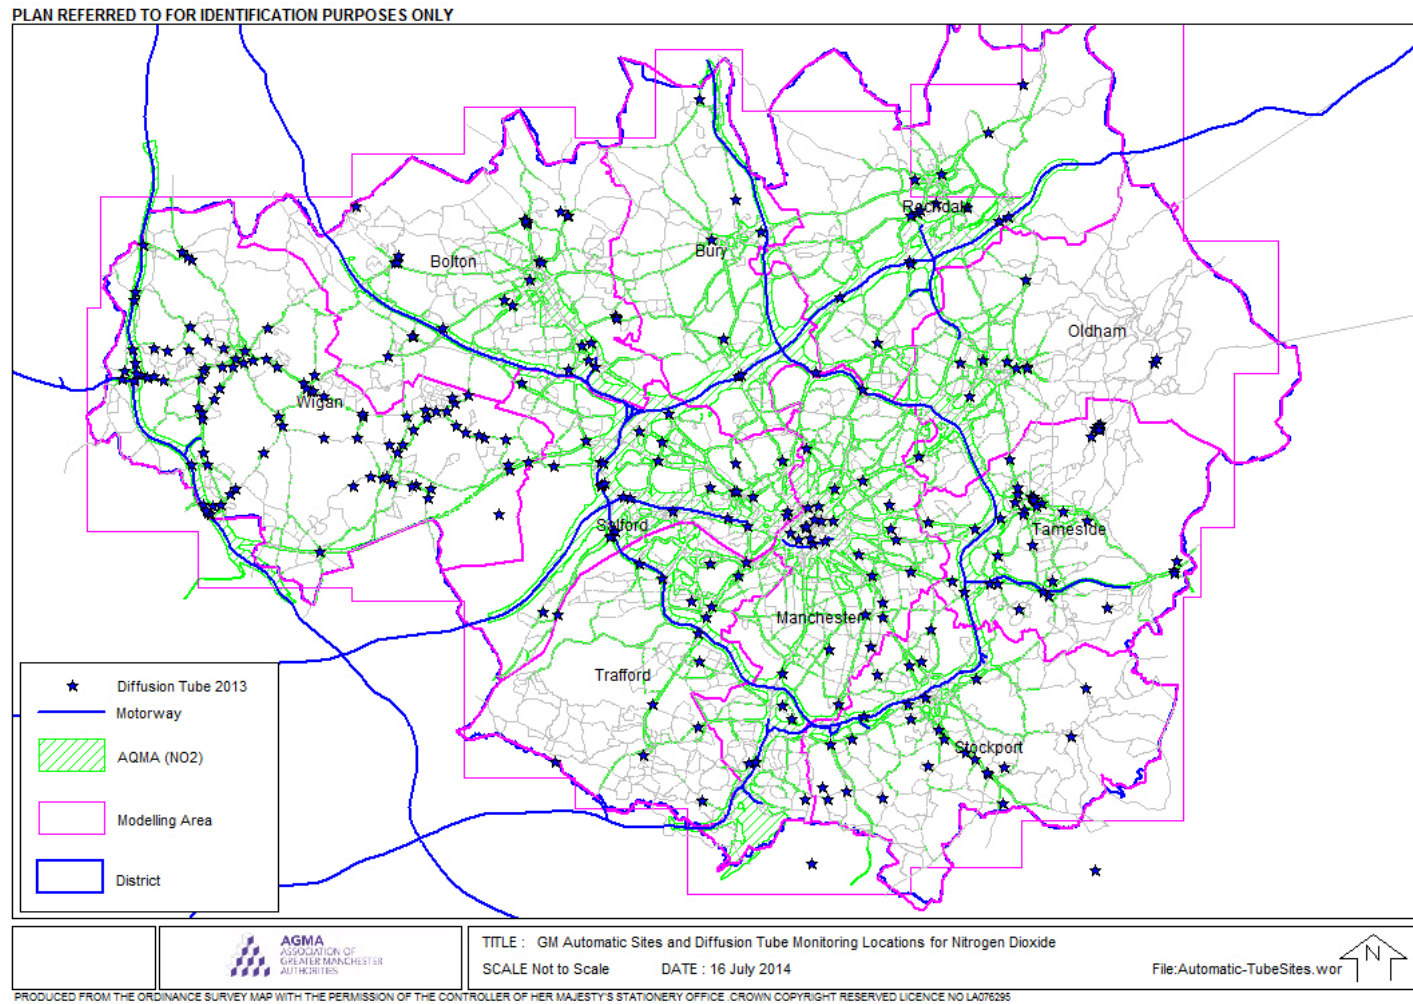 PLAN REFERRED TO FOR IDENTIFICATION PURPOSES ONLY
Rochdale
Bury
Bolton
Oldham
Wigan
Salford
Tameside
Manchester
Trafford
Stockport
Diffusion Tube 2013
Motorway
AQMA (NO2)
Modelling Area
District
AGMA
ASSOCIATION OF
GREATER MANCHESTER
AUTHORITIES
TITLE : GM Automatic Sites and Diffusion Tube Monitoring Locations for Nitrogen Dioxide
SCALE Not to Scale DATE : 16 July 2014
File:Automatic-TubeSites.wor
N
PRODUCED FROM THE ORDINANCE SURVEY MAP WITH THE PERMISSION OF THE CONTROLLER OF HER MAJESTY'S STATIONERY OFFICE .CROWN COPYRIGHT RESERVED LICENCE NO LA076295